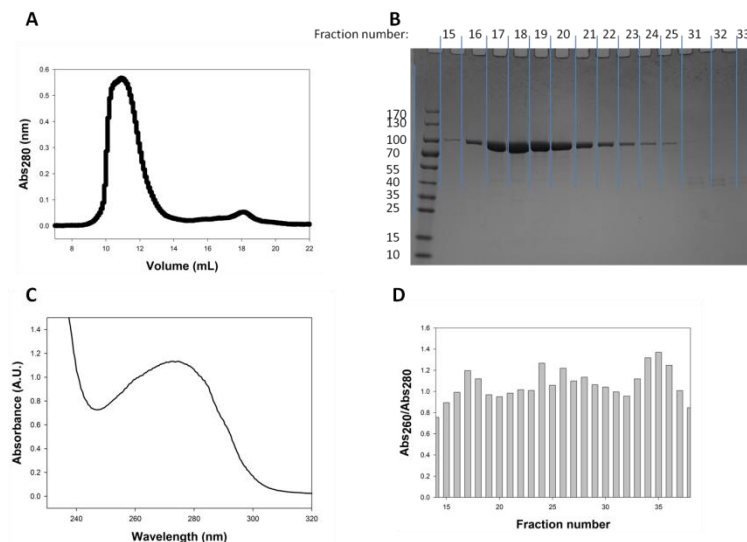 A
Abs280 (nm)
0.6
0.5
0.4
0.3
0.2
0.1
0.0
8 10 12 14 16 18 20 22
Volume (mL)
B
Fraction number: 15 16 17 18 19 20 21 22 23 24 25 31 32 33
170
130
100
70
55
40
35
25
15
10
C
Absorbance (A.U.)
1.4
1.2
1.0
0.8
0.6
0.4
0.2
0.0
240 260 280 300 320
Wavelength (nm)
D
Abs260/Abs280
1.6
1.4
1.2
1.0
0.8
0.6
0.4
0.2
0.0
15 20 25 30 35
Fraction number